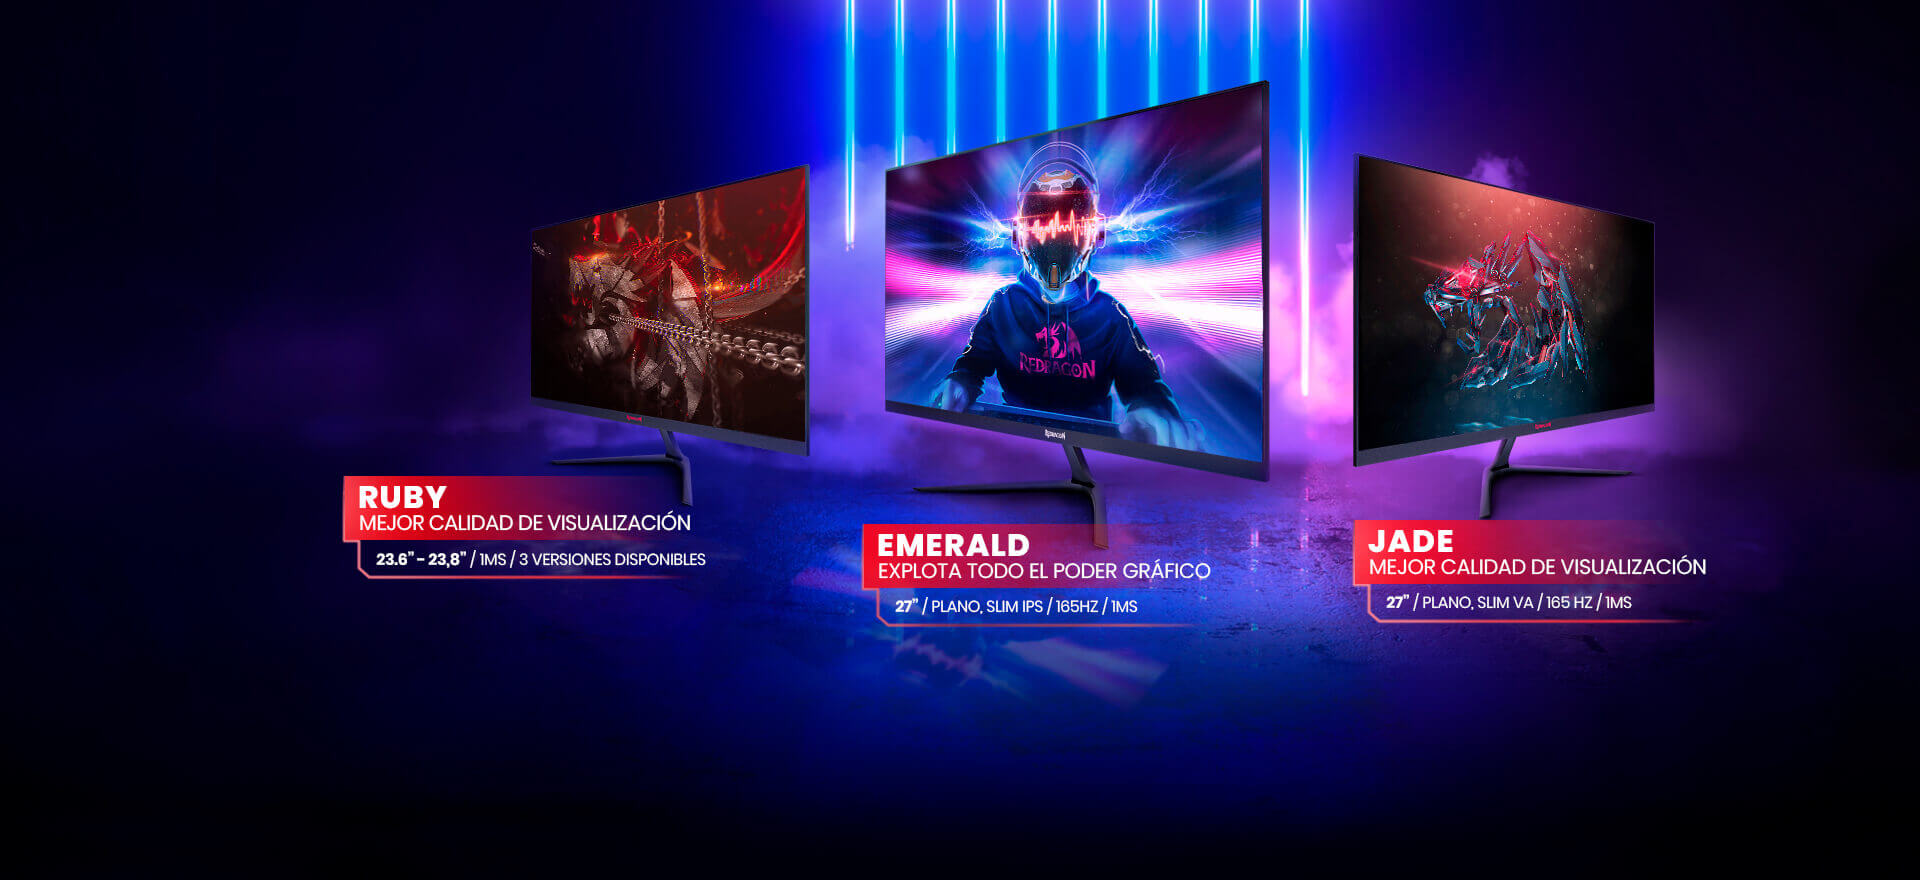 REDRAGON
REDRAGON
RUBY
MEJOR CALIDAD DE VISUALIZACIÓN
23.6” - 23,8” / 1MS / 3 VERSIONES DISPONIBLES
EMERALD
EXPLOTA TODO EL PODER GRÁFICO
27” / PLANO, SLIM IPS / 165HZ / 1MS
JADE
MEJOR CALIDAD DE VISUALIZACIÓN
27” / PLANO, SLIM VA / 165 HZ / 1MS